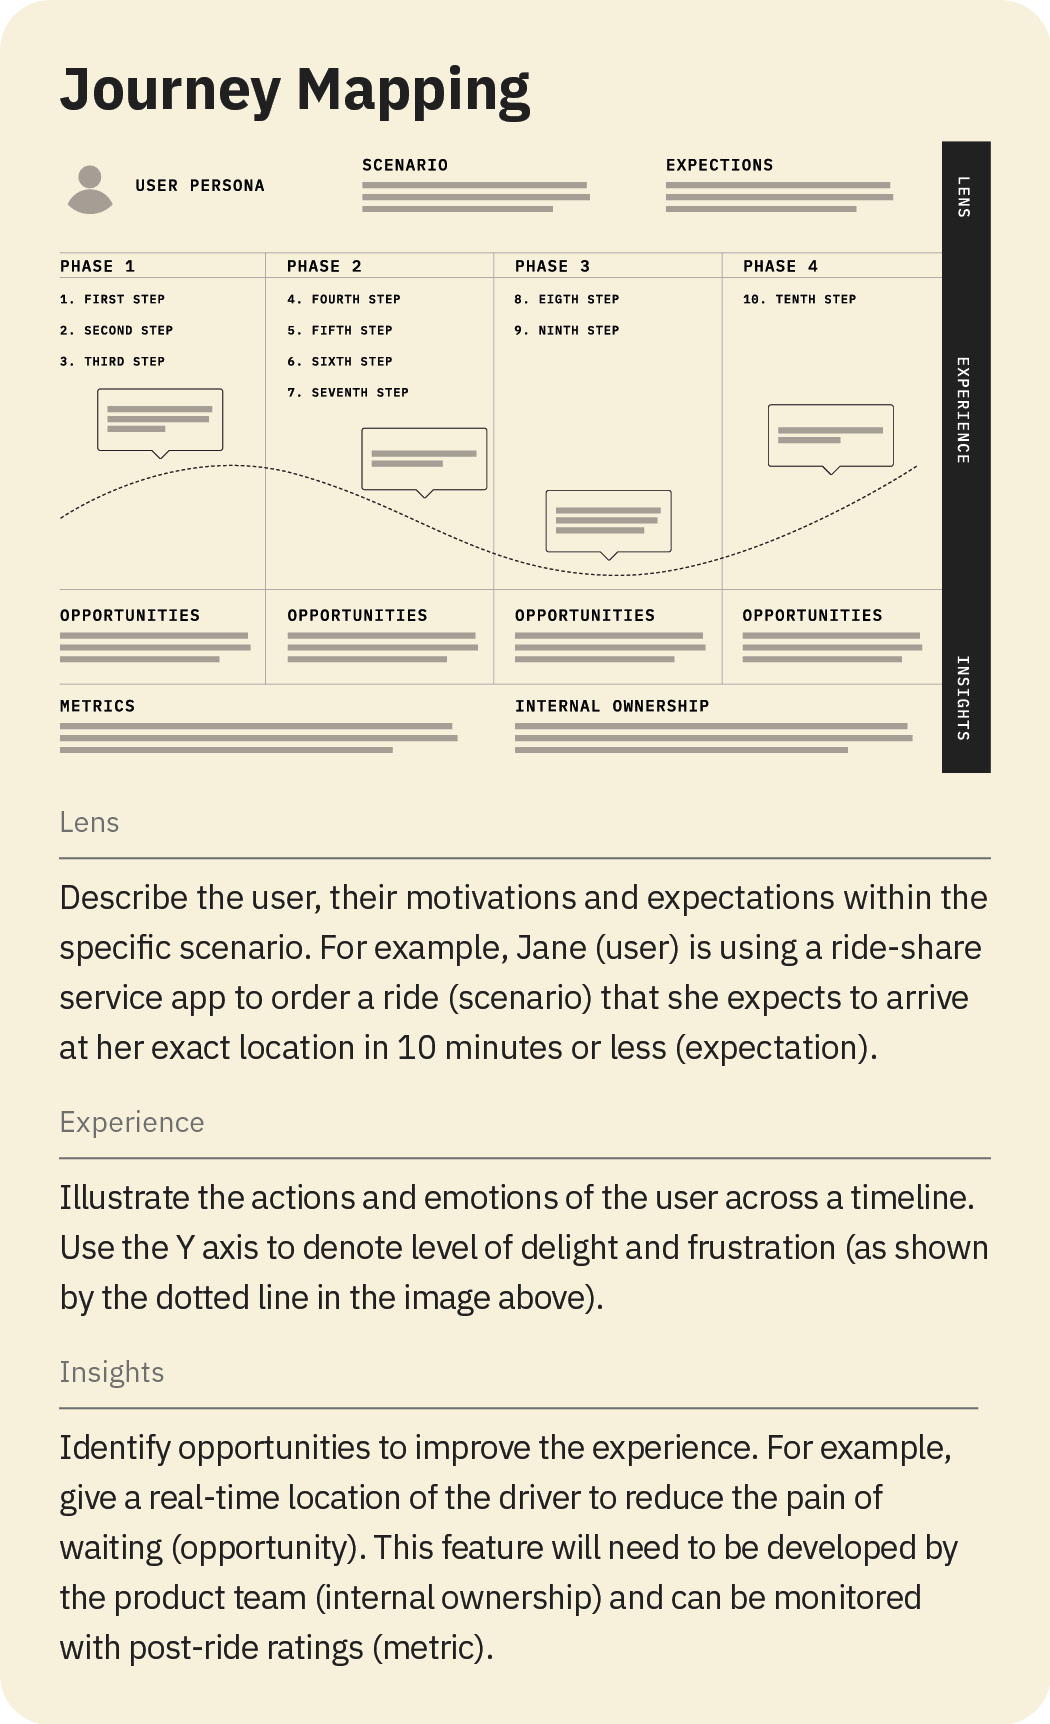 Journey Mapping
USER PERSONA
SCENARIO
EXPECTIONS
LENS
PHASE 1
PHASE 2
PHASE 3
PHASE 4
1. FIRST STEP
2. SECOND STEP
3. THIRD STEP
4. FOURTH STEP
5. FIFTH STEP
6. SIXTH STEP
7. SEVENTH STEP
8. EIGTH STEP
9. NINTH STEP
10. TENTH STEP
EXPERIENCE
OPPORTUNITIES
OPPORTUNITIES
OPPORTUNITIES
OPPORTUNITIES
METRICS
INTERNAL OWNERSHIP
INSIGHTS
Lens
Describe the user, their motivations and expectations within the
specific scenario. For example, Jane (user) is using a ride-share
service app to order a ride (scenario) that she expects to arrive
at her exact location in 10 minutes or less (expectation).
Experience
Illustrate the actions and emotions of the user across a timeline.
Use the Y axis to denote level of delight and frustration (as shown
by the dotted line in the image above).
Insights
Identify opportunities to improve the experience. For example,
give a real-time location of the driver to reduce the pain of
waiting (opportunity). This feature will need to be developed by
the product team (internal ownership) and can be monitored
with post-ride ratings (metric).